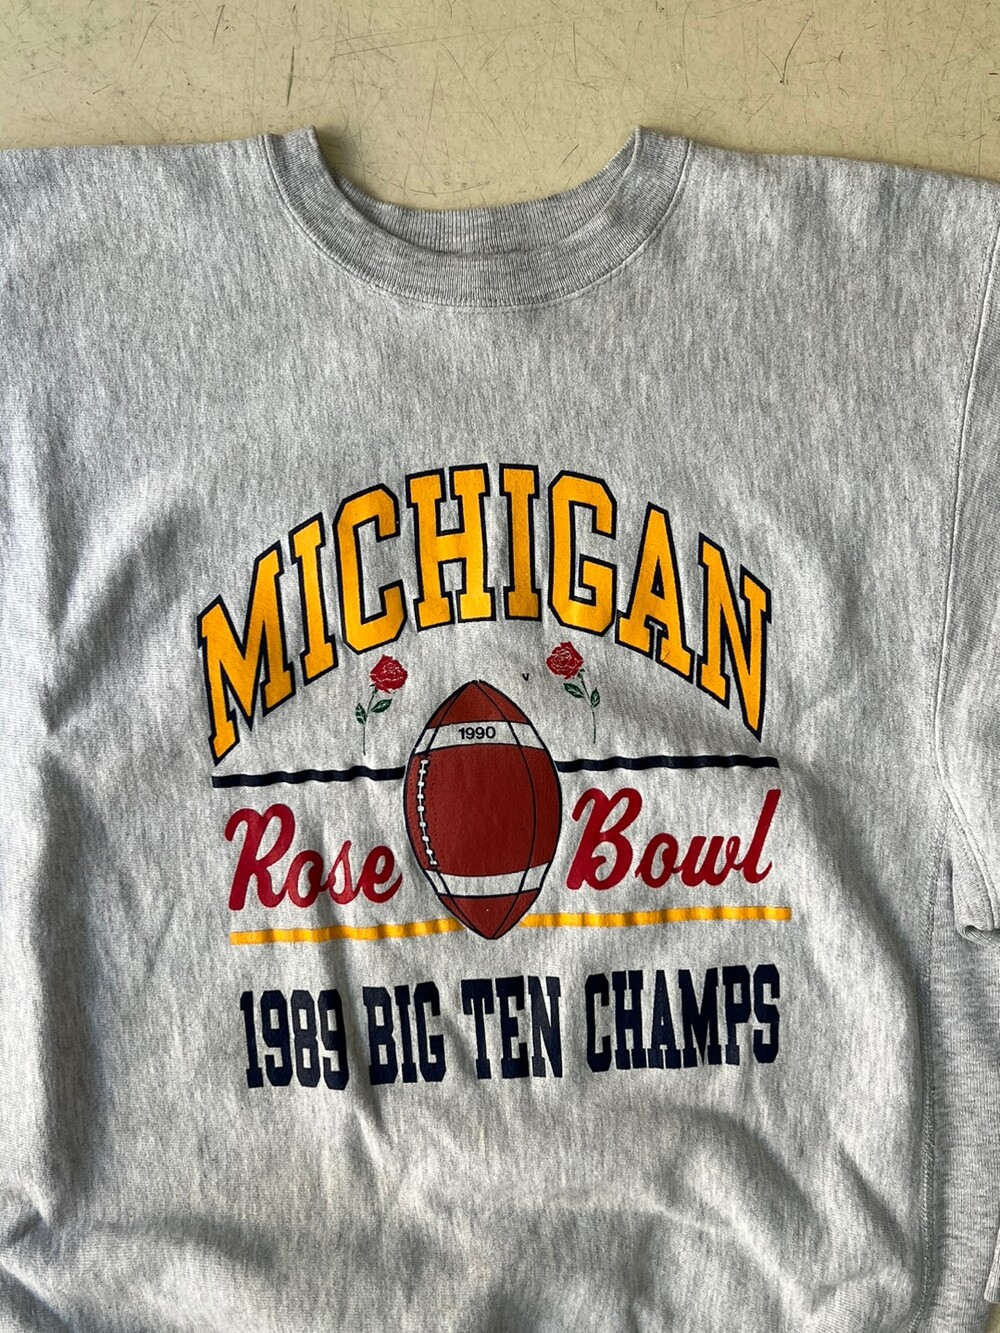 MICHIGAN
1990
Rose Bowl
1989 BIG TEN CHAMPS